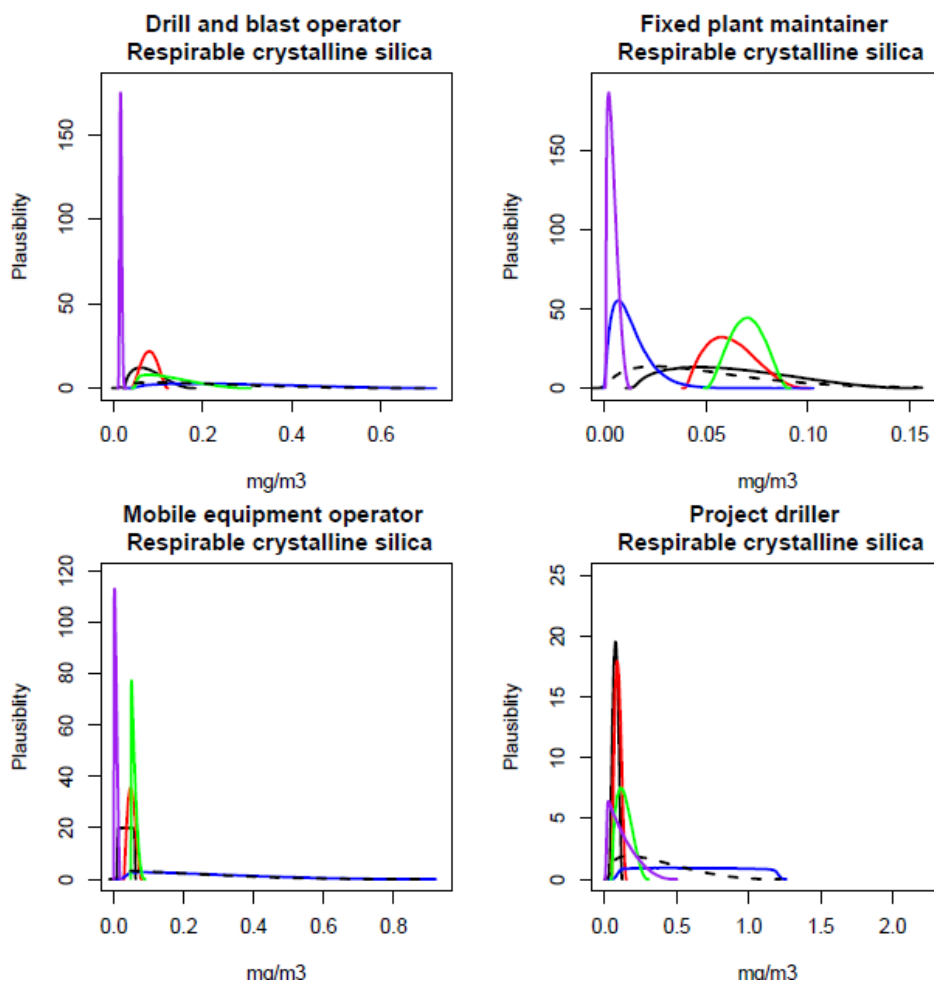 Drill and blast operator
Respirable crystalline silica
Plausiblity
150
100
50
0
0.0 0.2 0.4 0.6
mg/m3
Fixed plant maintainer
Respirable crystalline silica
Plausiblity
150
100
50
0
0.00 0.05 0.10 0.15
mg/m3
Mobile equipment operator
Respirable crystalline silica
Plausiblity
120
100
80
60
40
20
0
0.0 0.2 0.4 0.6 0.8
mg/m3
Project driller
Respirable crystalline silica
Plausiblity
25
20
15
10
5
0
0.0 0.5 1.0 1.5 2.0
mg/m3